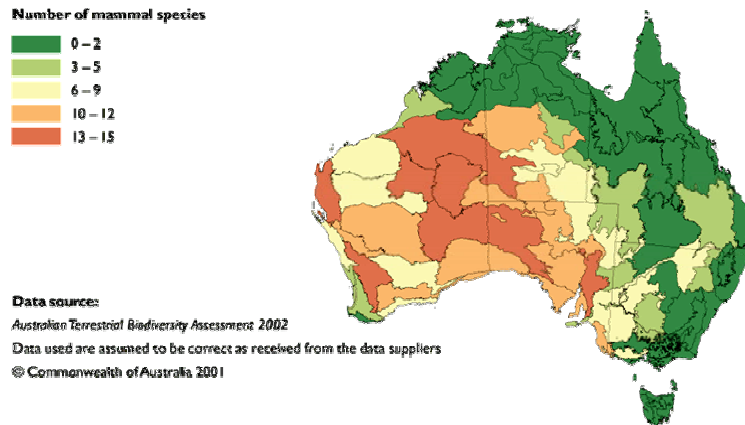 Number of mammal species
0 – 2
3 – 5
6 – 9
10 – 12
13 – 15
Data source:
Australian Terrestrial Biodiversity Assessment 2002
Data used are assumed to be correct as received from the data suppliers
© Commonwealth of Australia 2001